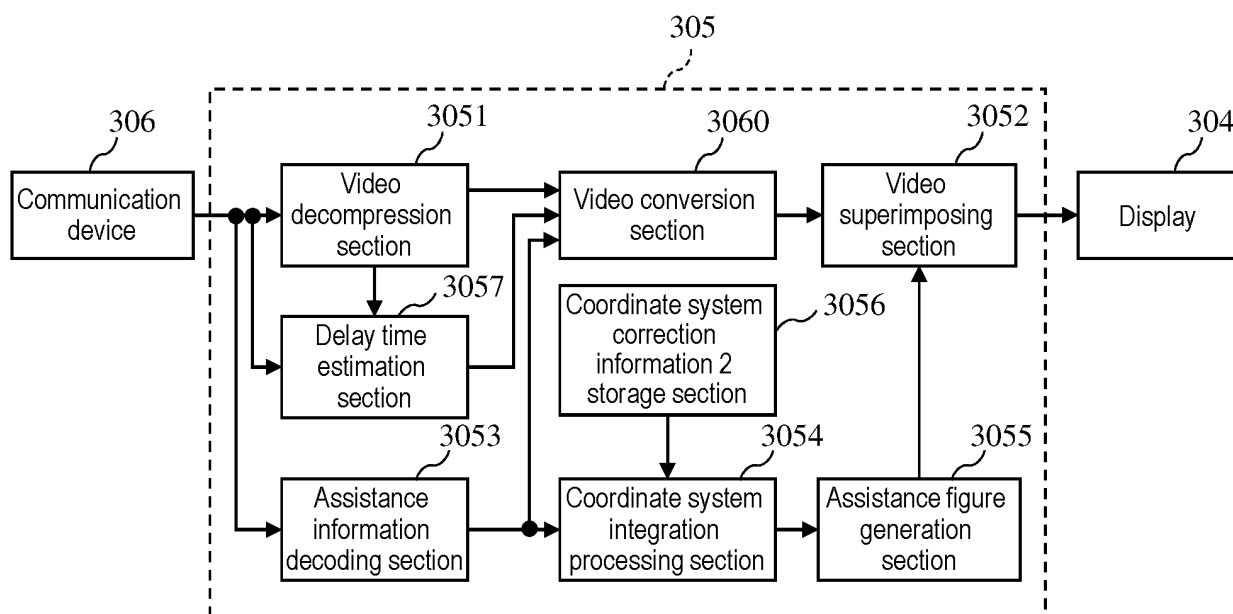 305
306
3051
3060
3052
304
Communication
device
Video
decompression
section
Video conversion
section
Video
superimposing
section
Display
3057
Delay time
estimation
section
Coordinate system
correction
information 2
storage section
3056
3053
3054
3055
Assistance
information
decoding section
Coordinate system
integration
processing section
Assistance figure
generation
section